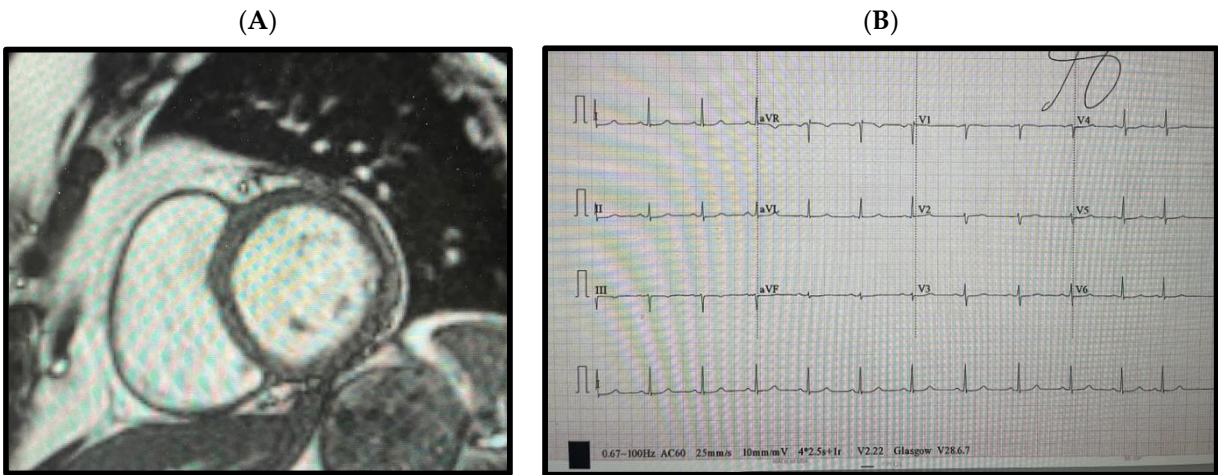 (A) (B)
I aVR V1 V4
II aVL V2 V5
III aVF V3 V6
0.67~100Hz AC60 25mm/s 10mm/mV 4*2.5s+1r V2.22 Glasgow V28.6.7